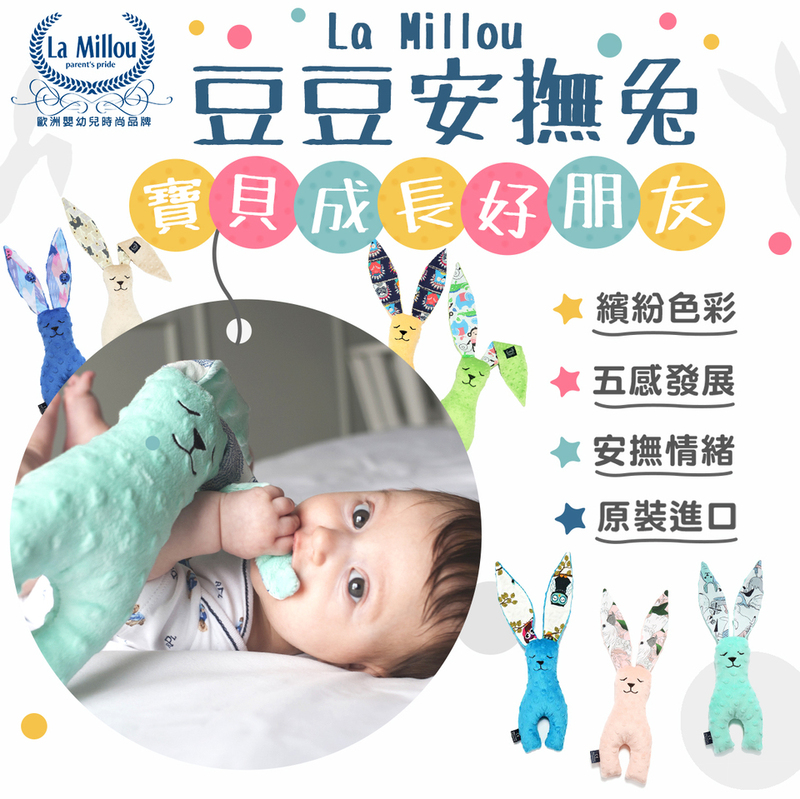 La Millou
parent's pride
歐洲嬰幼兒時尚品牌
La Millou
豆豆安撫兔
寶貝成長好朋友
繽紛色彩
五感發展
安撫情緒
原裝進口